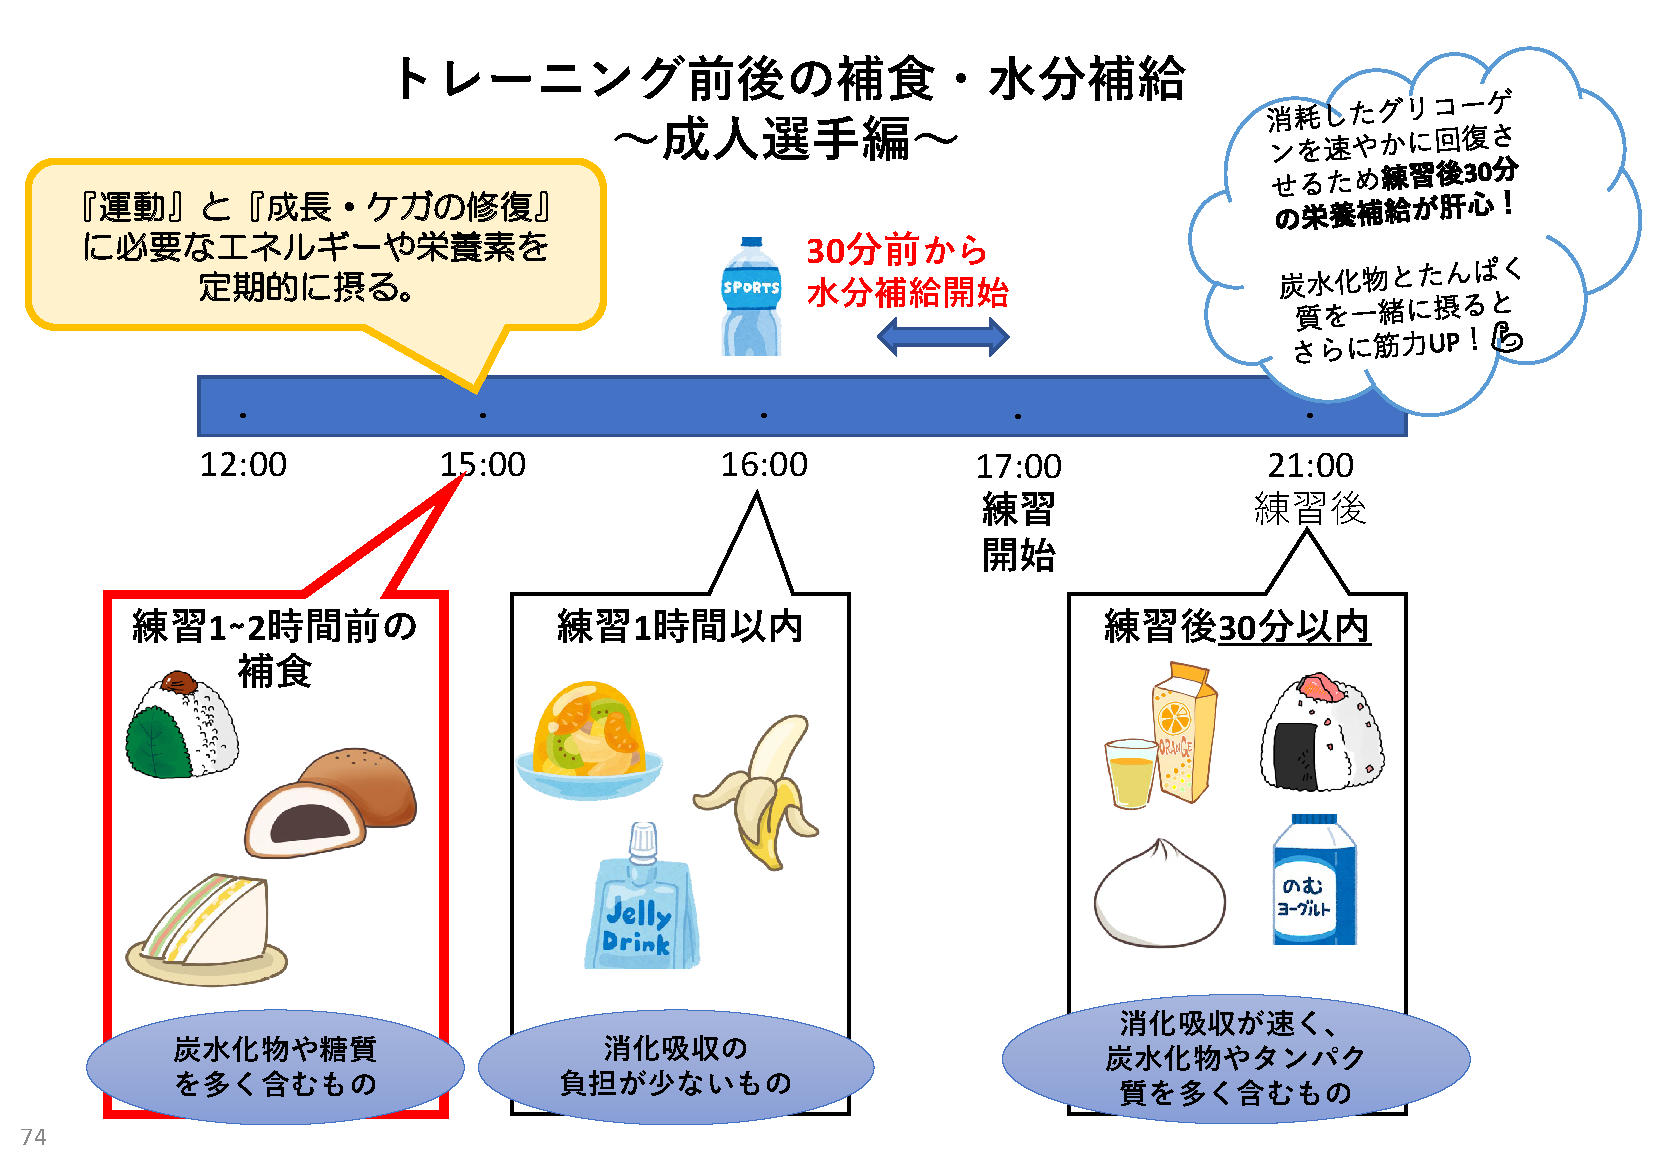 トレーニング前後の補食・水分補給
～成人選手編～
『運動』と『成長・ケガの修復』
に必要なエネルギーや栄養素を
定期的に摂る。
消耗したグリコーゲ
ンを速やかに回復さ
せるため練習後30分
の栄養補給が肝心！
炭水化物とたんぱく
質を一緒に摂ると
さらに筋力UP！💪
SPORTS
30分前から
水分補給開始
12:00
15:00
16:00
17:00
21:00
練習
開始
練習後
練習1~2時間前の
補食
炭水化物や糖質
を多く含むもの
練習1時間以内
Jelly
Drink
消化吸収の
負担が少ないもの
練習後30分以内
ORANGE
のむ
ヨーグルト
消化吸収が速く、
炭水化物やタンパク
質を多く含むもの
74